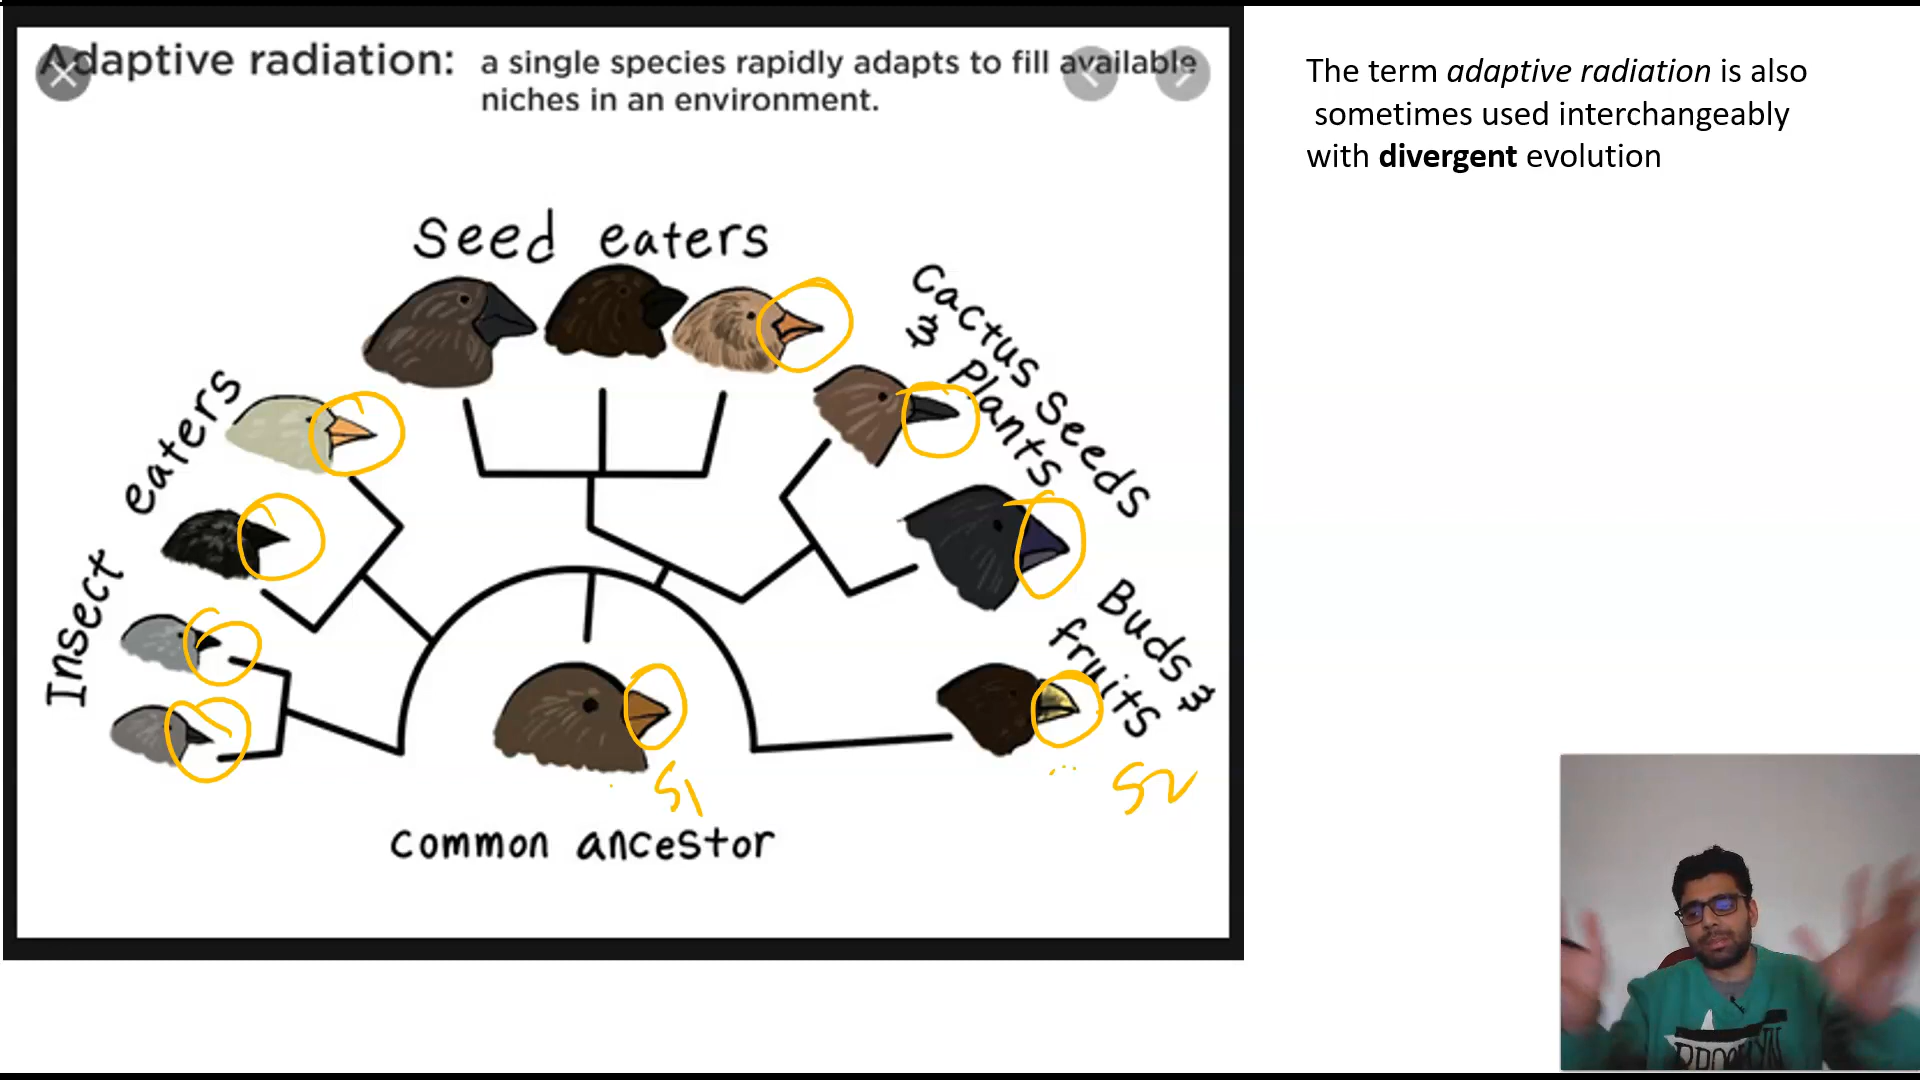 Adaptive radiation: a single species rapidly adapts to fill available
niches in an environment.
The term adaptive radiation is also
sometimes used interchangeably
with divergent evolution
Seed eaters
Cactus Seeds
& Plants
Insect eaters
Buds &
fruits
S1
S2
common ancestor
BROOKLYN